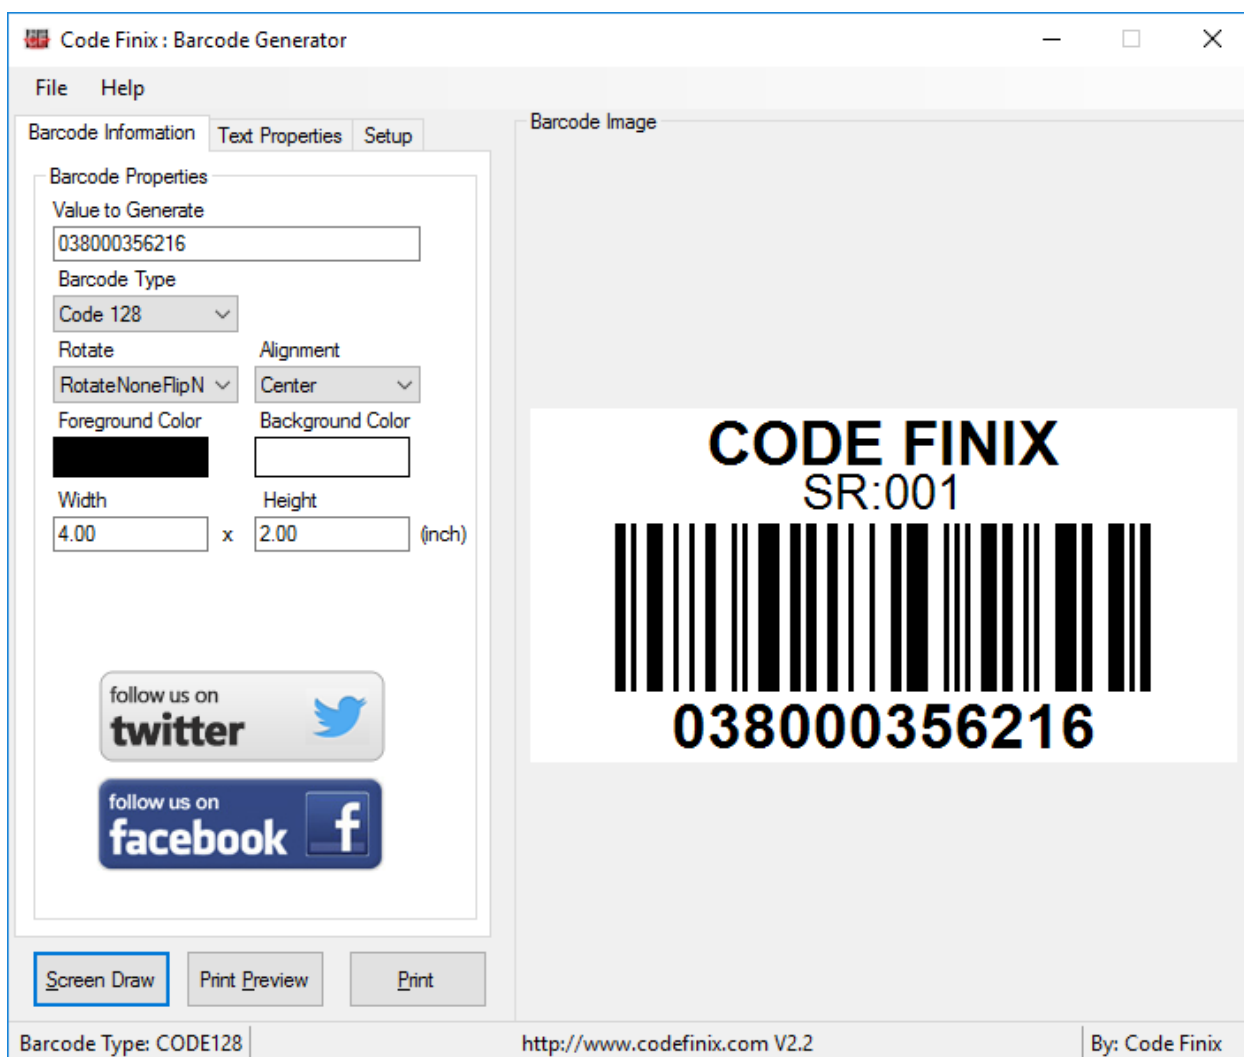 Code Finix : Barcode Generator
File Help
Barcode Information Text Properties Setup
Barcode Properties
Value to Generate
038000356216
Barcode Type
Code 128
Rotate Alignment
RotateNoneFlipN Center
Foreground Color Background Color
Width Height
4.00 x 2.00 (inch)
follow us on
twitter
follow us on
facebook f
Screen Draw Print Preview Print
Barcode Image
CODE FINIX
SR:001
038000356216
Barcode Type: CODE128 http://www.codefinix.com V2.2 By: Code Finix